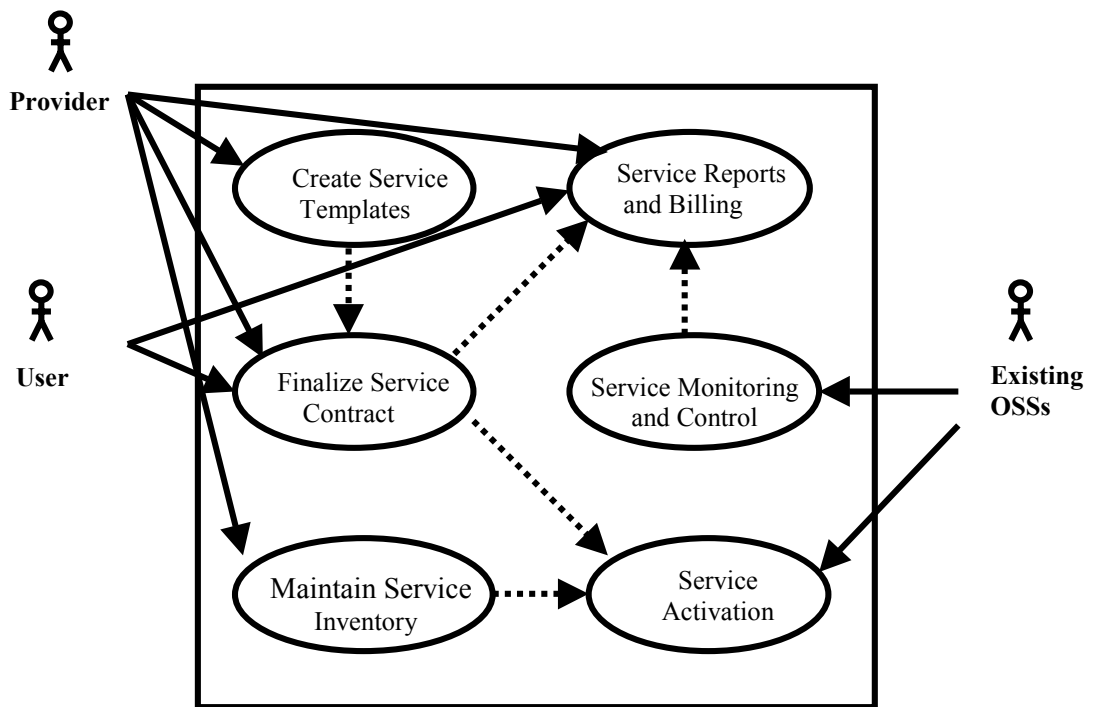 Provider
Create Service
Templates
Service Reports
and Billing
User
Finalize Service
Contract
Service Monitoring
and Control
Existing
OSSs
Maintain Service
Inventory
Service
Activation